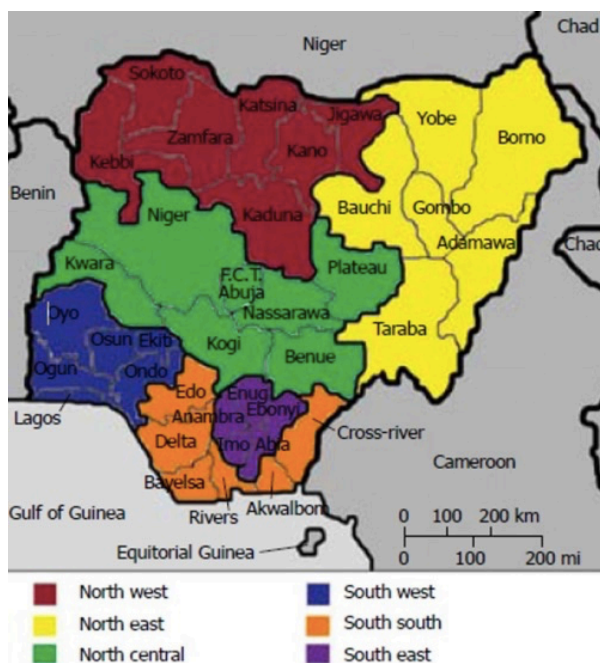 Niger
Chad
Sokoto
Katsina
Jigawa
Yobe
Borno
Zamfara
Kano
Kebbi
Benin
Niger
Kaduna
Bauchi
Gombo
Adamawa
Chad
Kwara
F.C.T.
Abuja
Plateau
Nassarawa
Oyo
Taraba
Osun
Ekiti
Kogi
Benue
Ogun
Ondo
Edo
Enugu
Lagos
Anambra
Ebonyi
Delta
Imo
Abia
Cross-river
Cameroon
Bayelsa
Gulf of Guinea
Rivers
Akwalbom
0 100 200 km
Equitorial Guinea
0 100 200 mi
North west
South west
North east
South south
North central
South east